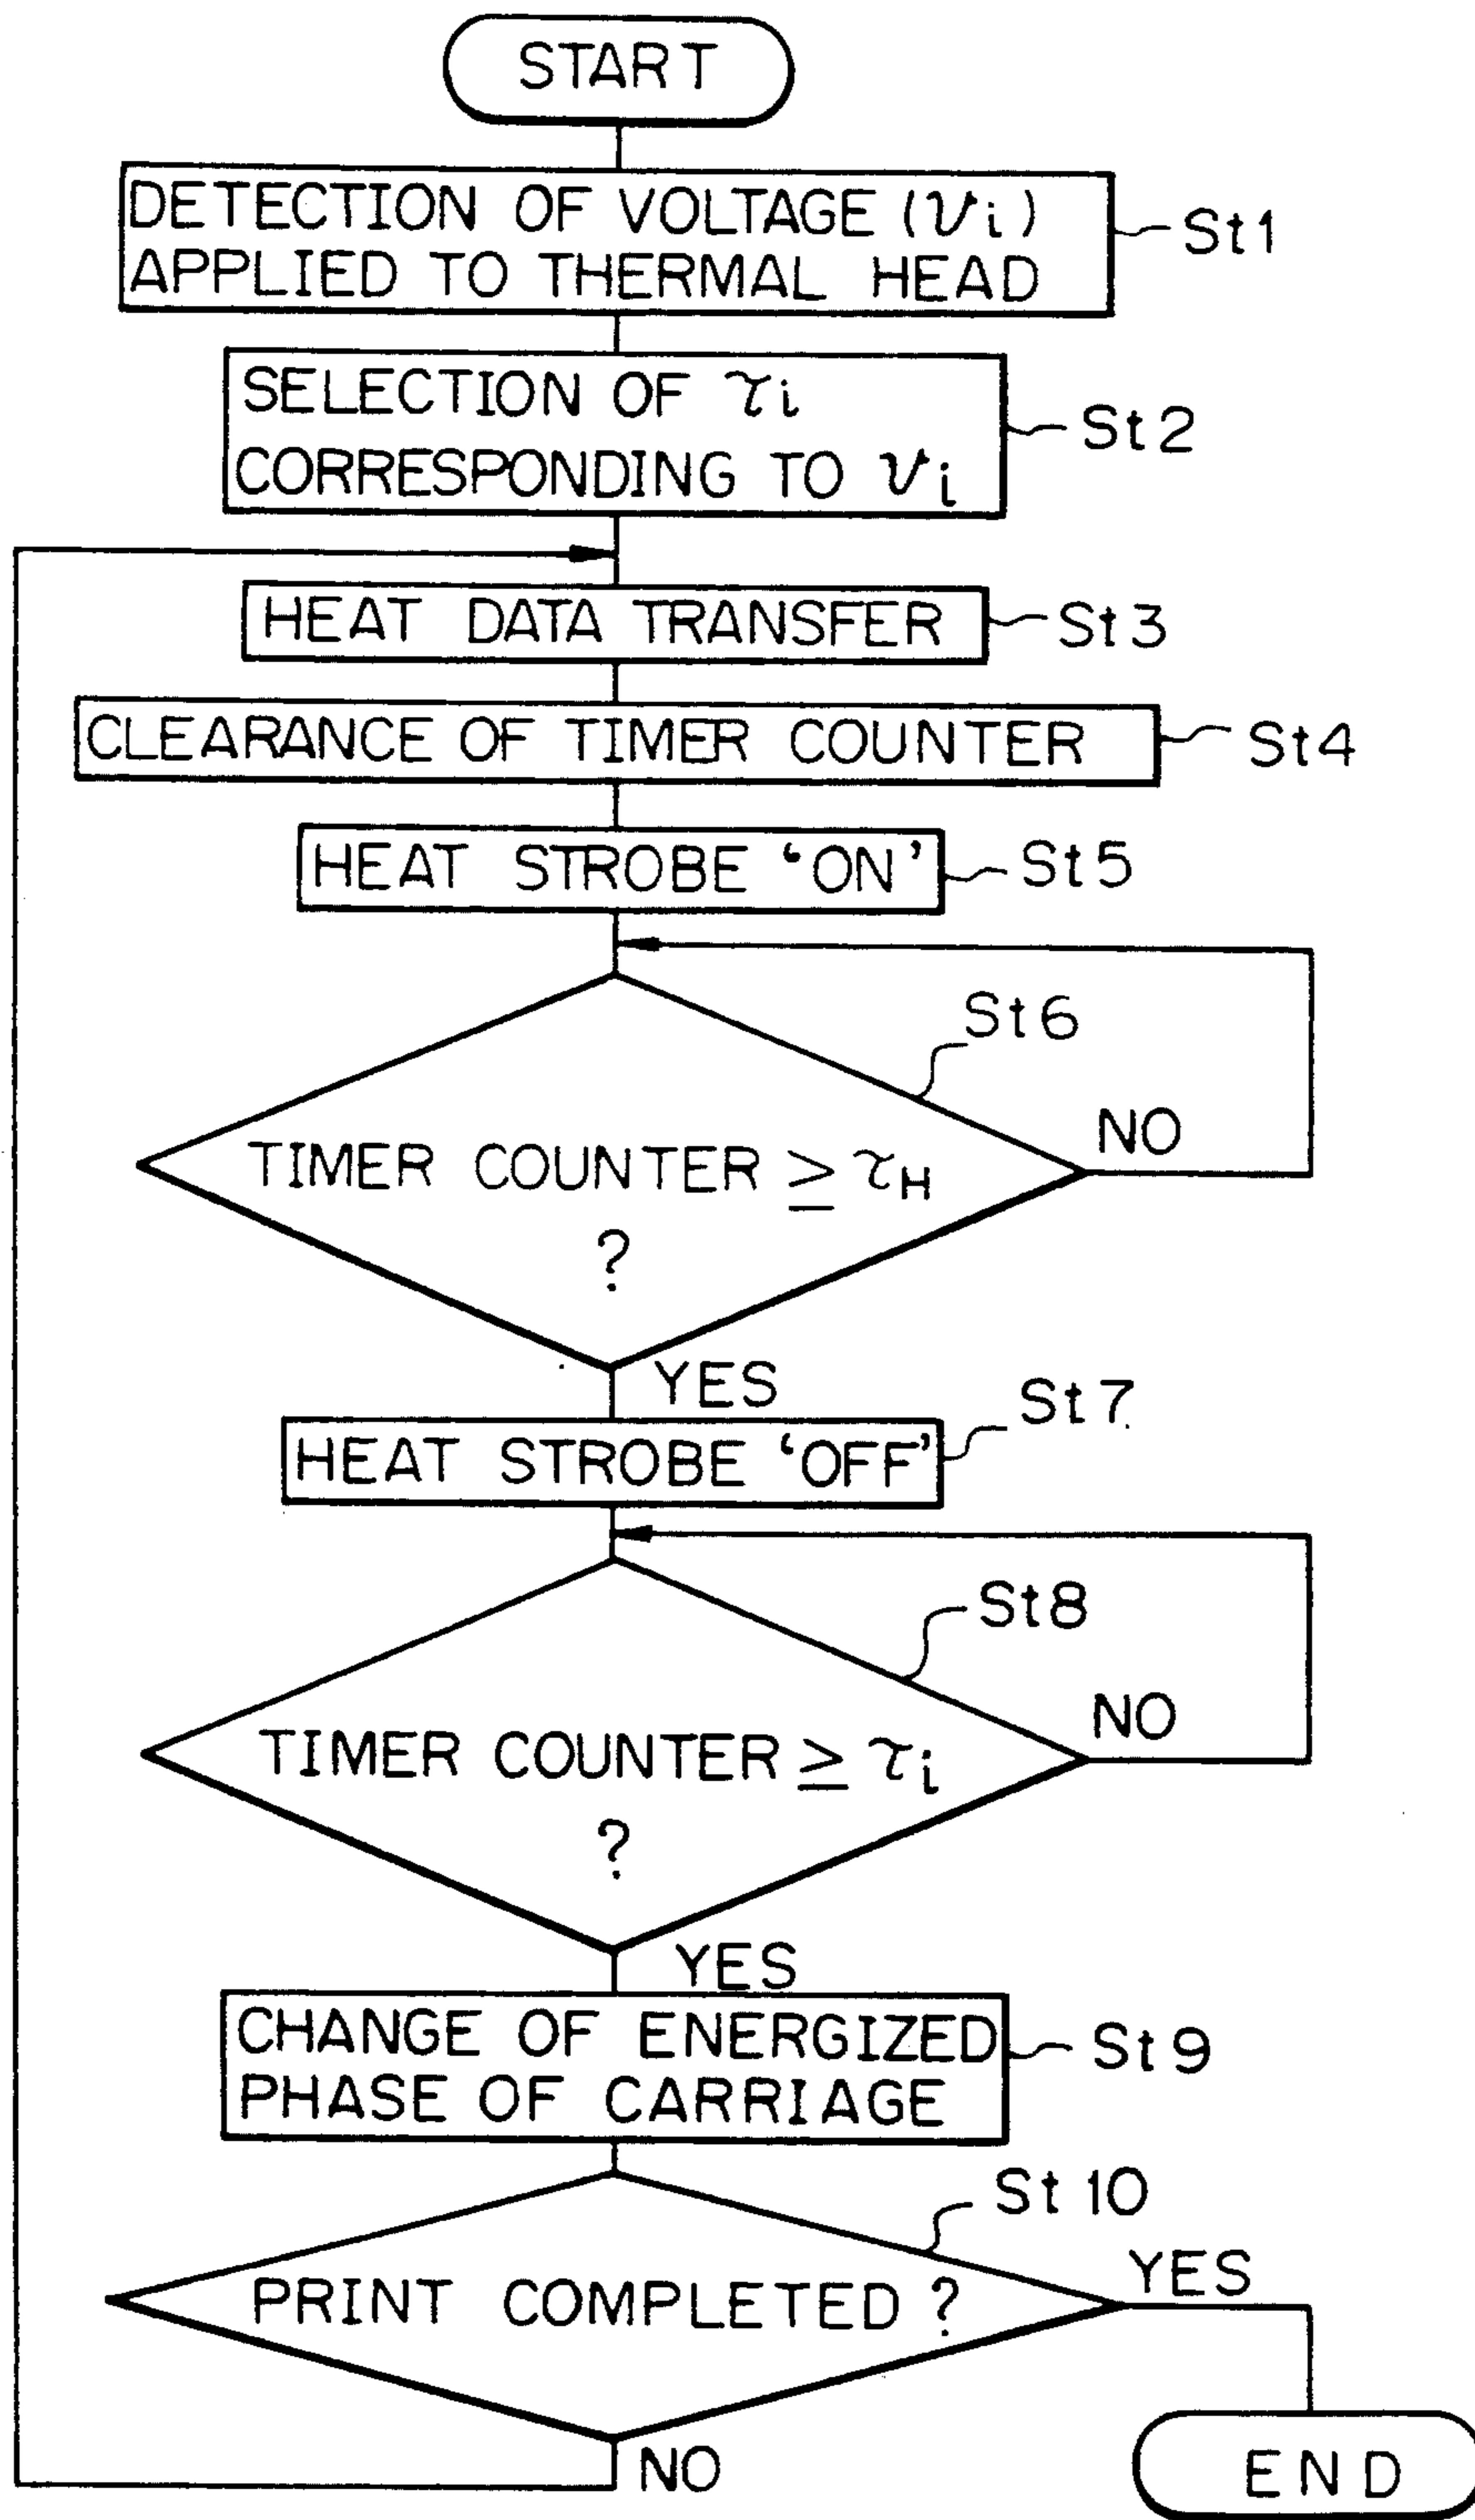 START
DETECTION OF VOLTAGE (νi)
APPLIED TO THERMAL HEAD
St1
SELECTION OF τi
CORRESPONDING TO νi
St2
HEAT DATA TRANSFER
St3
CLEARANCE OF TIMER COUNTER
St4
HEAT STROBE ‘ON’
St5
St6
NO
TIMER COUNTER ≥ τH
?
YES
St7
HEAT STROBE ‘OFF’
St8
NO
TIMER COUNTER ≥ τi
?
YES
CHANGE OF ENERGIZED
PHASE OF CARRIAGE
St9
St10
YES
PRINT COMPLETED ?
NO
END